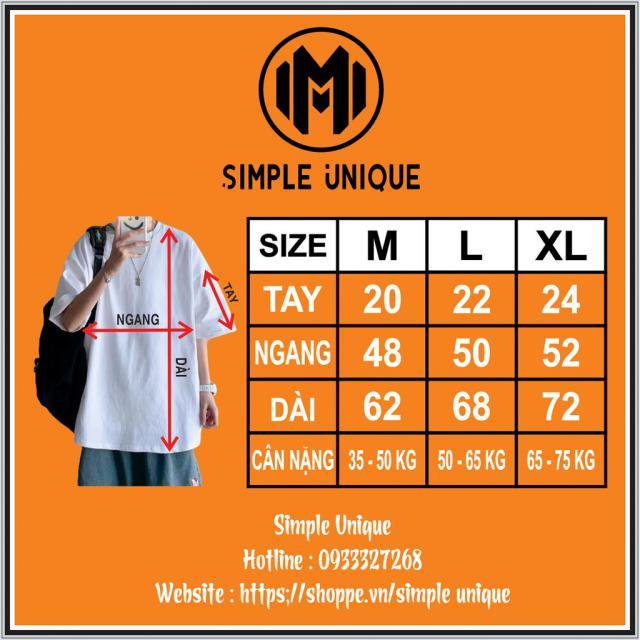 SIMPLE UNIQUE
SIZE M L XL
TAY 20 22 24
NGANG 48 50 52
DÀI 62 68 72
CÂN NẶNG 35 - 50 KG 50 - 65 KG 65 - 75 KG
TAY
NGANG
DÀI
Simple Unique
Hotline : 0933327268
Website : https;/shoppe.vn/simple unique